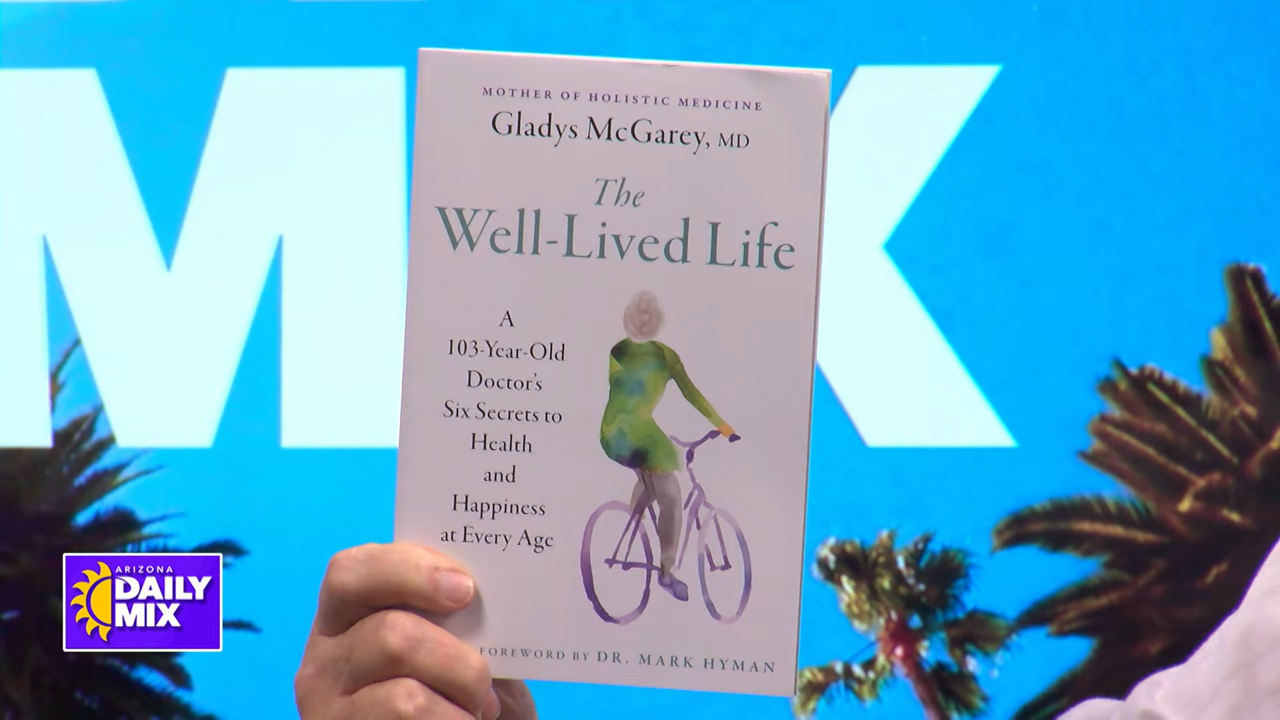 M X
MOTHER OF HOLISTIC MEDICINE
Gladys McGarey, MD
The
Well-Lived Life
A
103-Year-Old
Doctor's
Six Secrets to
Health
and
Happiness
at Every Age
FOREWORD BY DR. MARK HYMAN
ARIZONA
DAILY
MIX